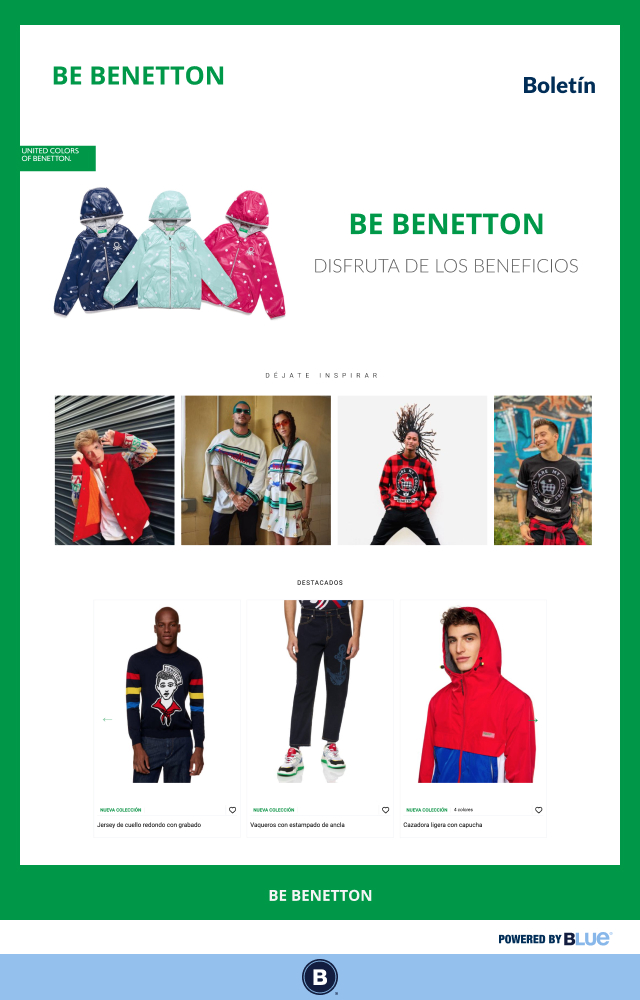 BE BENETTON
Boletín
UNITED COLORS
OF BENETTON.
BE BENETTON
DISFRUTA DE LOS BENEFICIOS
DÉJATE INSPIRAR
DESTACADOS
←
→
NUEVA COLECCIÓN
Jersey de cuello redondo con grabado
NUEVA COLECCIÓN
Vaqueros con estampado de ancla
NUEVA COLECCIÓN 4 colores
Cazadora ligera con capucha
BE BENETTON
POWERED BY BLUE
B